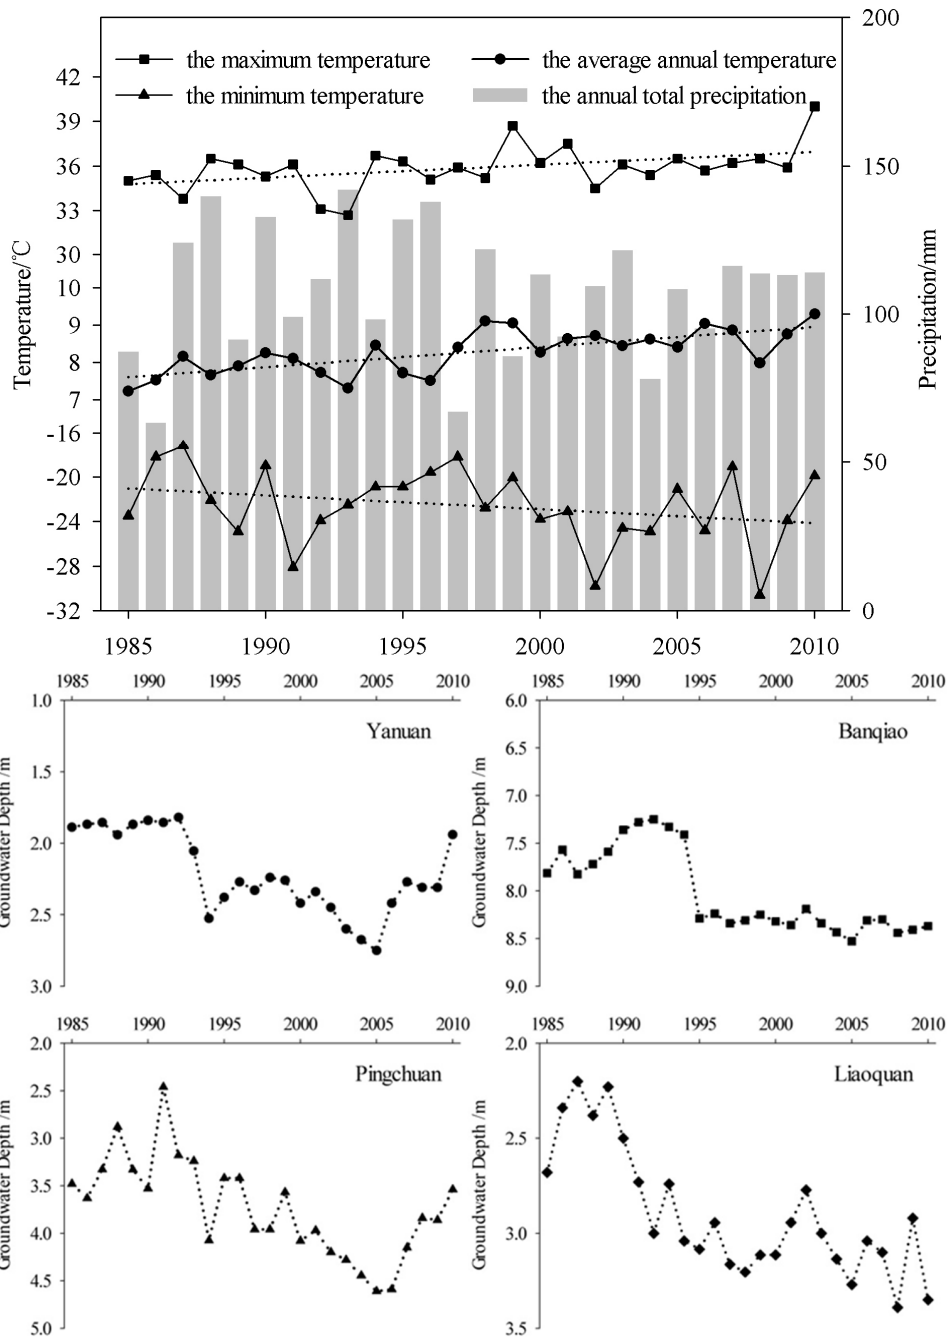 200
the maximum temperature
the average annual temperature
42
the minimum temperature
the annual total precipitation
39
36
150
33
30
10
100
9
8
7
-16
50
-20
-24
-28
-32
0
Temperature/℃
Precipitation/mm
1985 1990 1995 2000 2005 2010
1985 1990 1995 2000 2005 2010
1.0
1.5
2.0
2.5
3.0
Groundwater Depth /m
Yanuan
1985 1990 1995 2000 2005 2010
6.0
6.5
7.0
7.5
8.0
8.5
9.0
Groundwater Depth /m
Banqiao
1985 1990 1995 2000 2005 2010
2.0
2.5
3.0
3.5
4.0
4.5
5.0
Groundwater Depth /m
Pingchuan
1985 1990 1995 2000 2005 2010
2.0
2.5
3.0
3.5
Groundwater Depth /m
Liaoquan